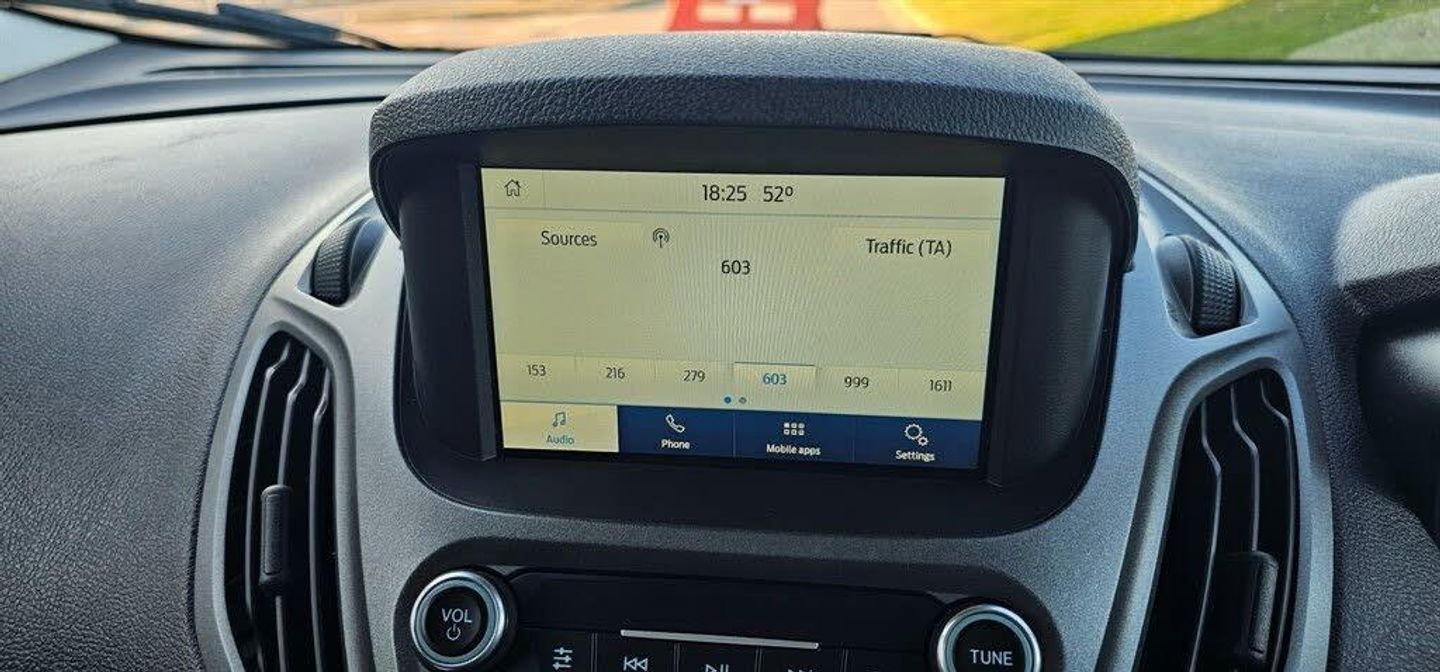 18:25 52º
Sources
Traffic (TA)
603
153 216 279 603 999 1611
Audio Phone Mobile apps Settings
VOL
TUNE